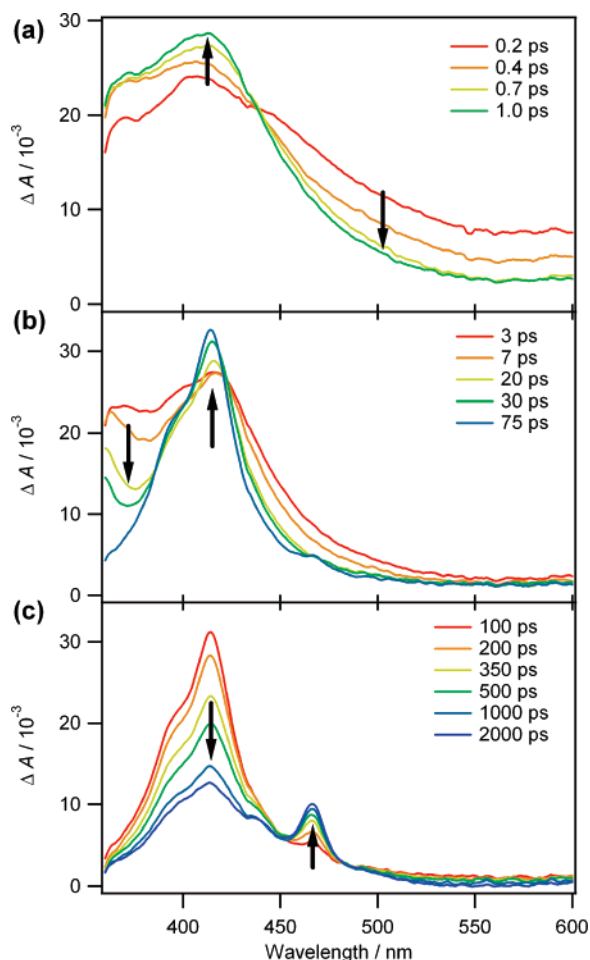 (a)
30
20
10
0
Δ A / 10⁻³
0.2 ps
0.4 ps
0.7 ps
1.0 ps
(b)
30
20
10
0
Δ A / 10⁻³
3 ps
7 ps
20 ps
30 ps
75 ps
(c)
30
20
10
0
Δ A / 10⁻³
100 ps
200 ps
350 ps
500 ps
1000 ps
2000 ps
400 450 500 550 600
Wavelength / nm